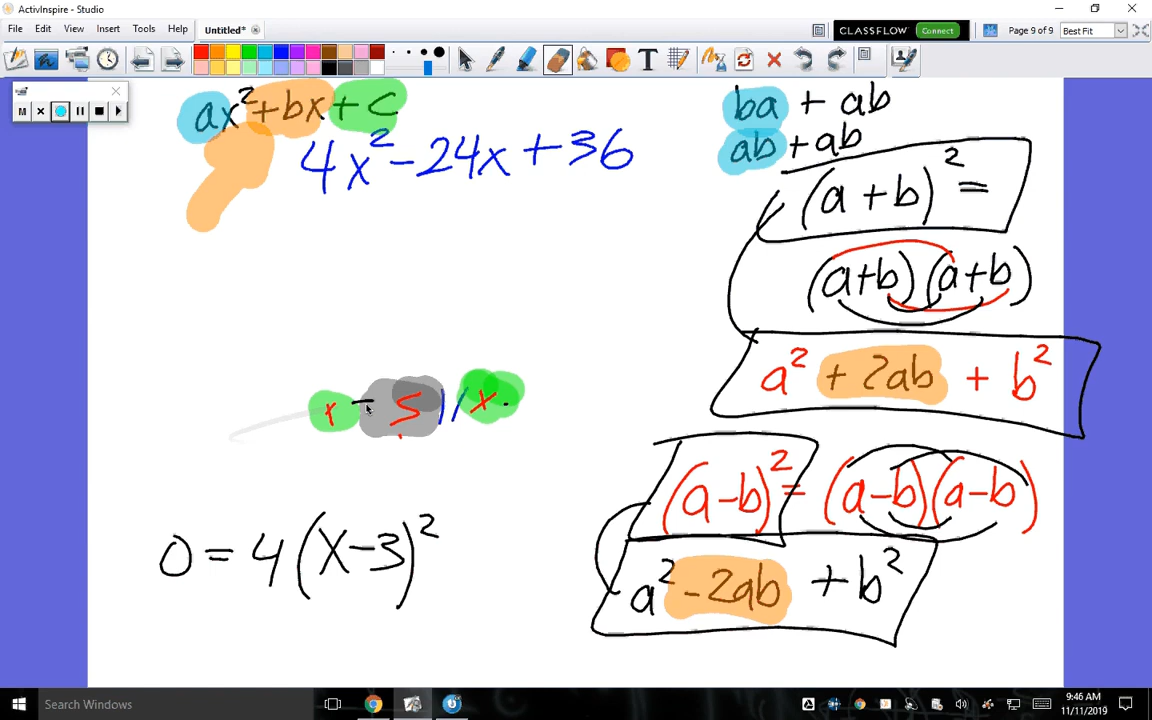 ActivInspire - Studio
File Edit View Insert Tools Help Untitled* Page 9 of 9 Best Fit
CLASSFLOW Connect
M
ax²+bx+c
4x²-24x+36
ba + ab
ab+ab
(a+b)²=
(a+b)(a+b)
a² + 2ab + b²
x - 5 x
(a-b)² = (a-b)(a-b)
0 = 4(x-3)²
a² - 2ab + b²
Search Windows
9:46 AM
11/11/2019